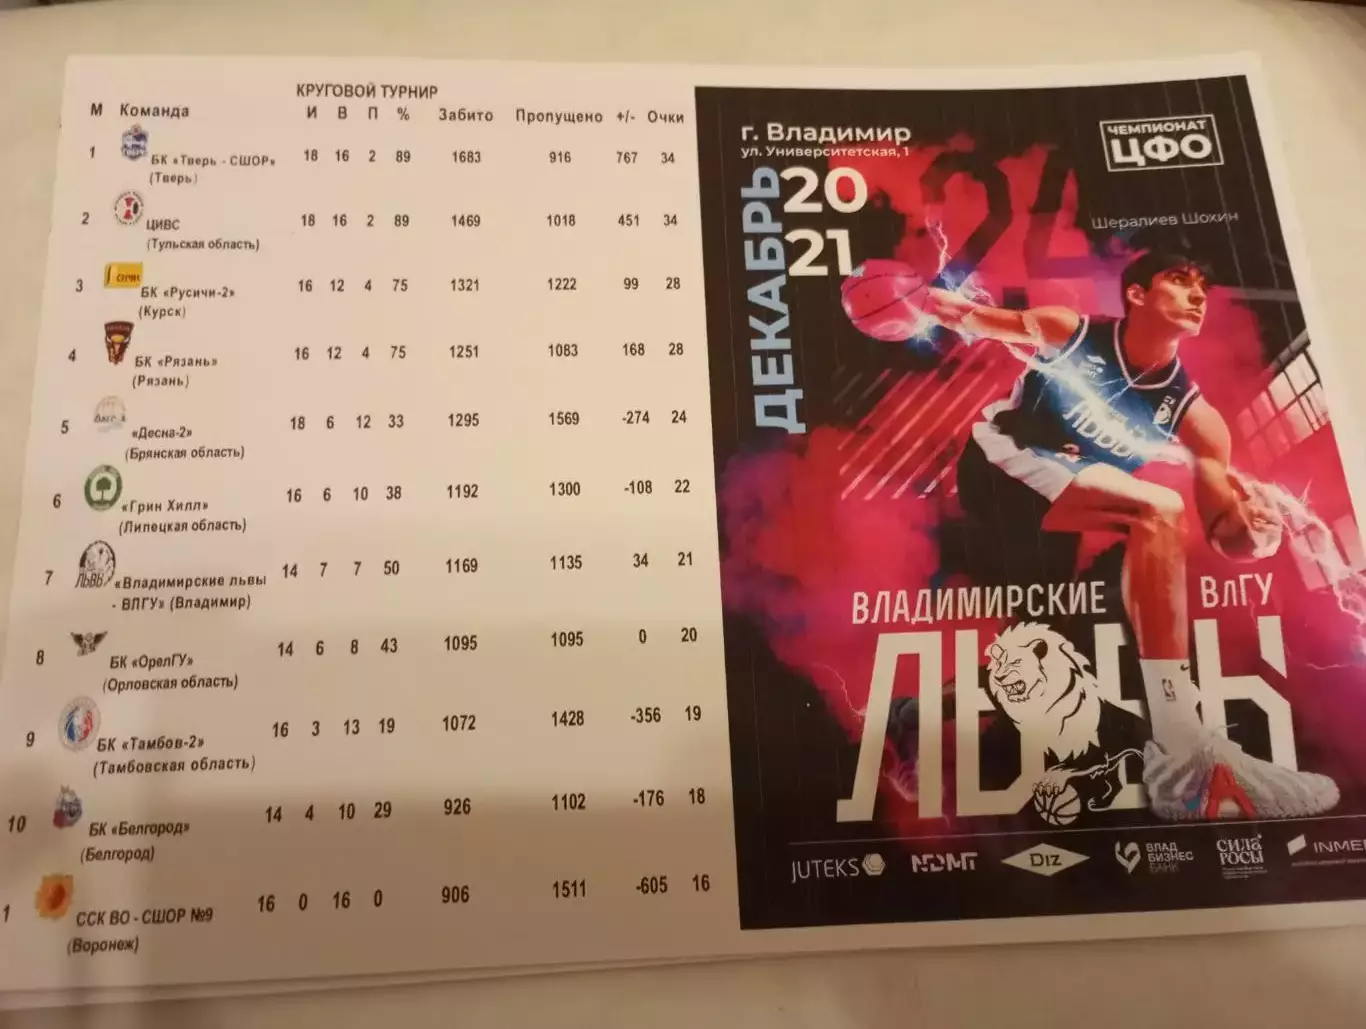 КРУГОВОЙ ТУРНИР
М Команда И В П % Забито Пропущено +/- Очки
1 БК «Тверь - СШОР» 18 16 2 89 1683 916 767 34
(Тверь)
2 ЦИВС 18 16 2 89 1469 1018 451 34
(Тульская область)
3 БК «Русичи-2» 16 12 4 75 1321 1222 99 28
(Курск)
4 БК «Рязань» 16 12 4 75 1251 1083 168 28
(Рязань)
5 «Десна-2» 18 6 12 33 1295 1569 -274 24
(Брянская область)
6 «Грин Хилл» 16 6 10 38 1192 1300 -108 22
(Липецкая область)
7 «Владимирские львы 14 7 7 50 1169 1135 34 21
ЛЬВЫ
- ВЛГУ» (Владимир)
8 БК «ОрелГУ» 14 6 8 43 1095 1095 0 20
(Орловская область)
9 БК «Тамбов-2» 16 3 13 19 1072 1428 -356 19
(Тамбовская область)
10 БК «Белгород» 14 4 10 29 926 1102 -176 18
(Белгород)
1 ССК ВО - СШОР №9 16 0 16 0 906 1511 -605 16
(Воронеж)
г. Владимир
ул. Университетская, 1
ДЕКАБРЬ
20
21
ЧЕМПИОНАТ
ЦФО
24
Шералиев Шохин
ВЛАДИМИРСКИЕ ВлГУ
ЛЬВЫ
JUTEKS
NDMT
DIZ
ВЛАД
БИЗНЕС
БАНК
СИЛА
РОСЫ
INME